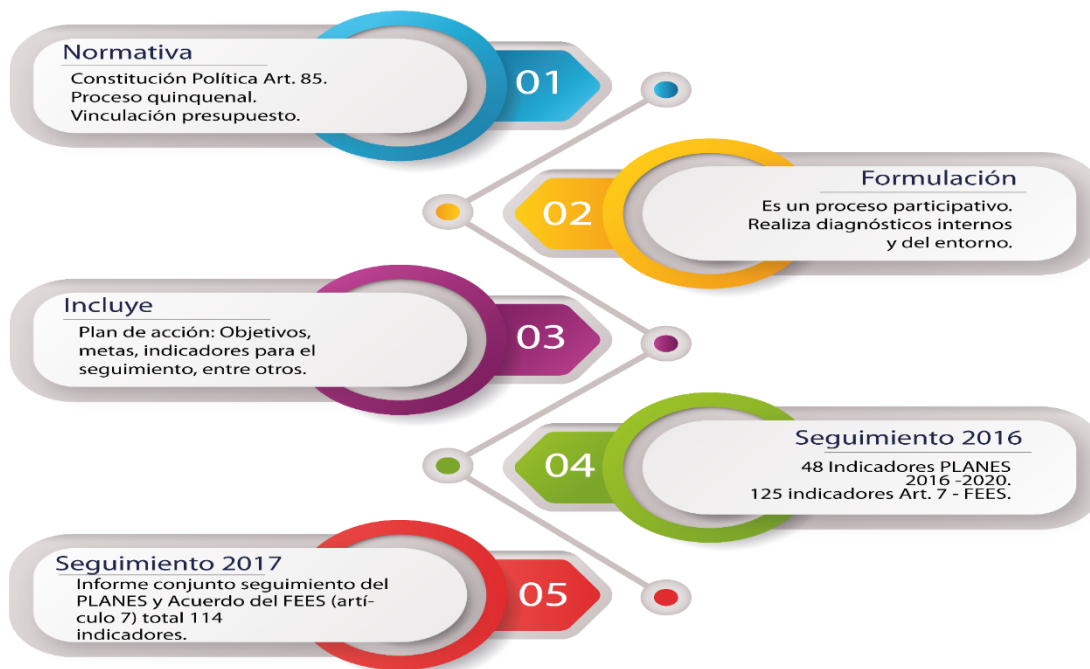 Normativa
Constitución Política Art. 85.
Proceso quinquenal.
Vinculación presupuesto.
01
Formulación
Es un proceso participativo.
Realiza diagnósticos internos
y del entorno.
02
Incluye
Plan de acción: Objetivos,
metas, indicadores para el
seguimiento, entre otros.
03
Seguimiento 2016
48 Indicadores PLANES
2016 -2020.
125 indicadores Art. 7 - FEES.
04
Seguimiento 2017
Informe conjunto seguimiento del
PLANES y Acuerdo del FEES (artí-
culo 7) total 114
indicadores.
05